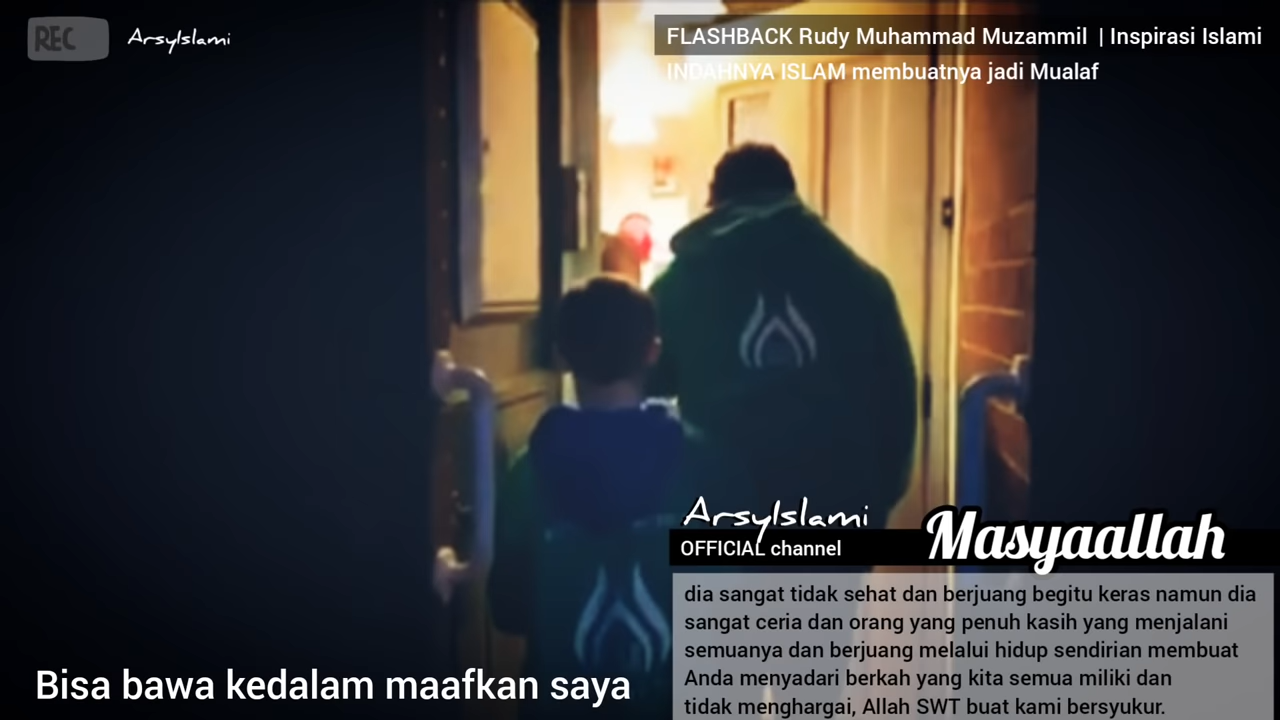 REC
ArsyIslami
FLASHBACK Rudy Muhammad Muzammil | Inspirasi Islami
INDAHNYA ISLAM membuatnya jadi Mualaf
ArsyIslami
OFFICIAL channel
Masyaallah
dia sangat tidak sehat dan berjuang begitu keras namun dia
sangat ceria dan orang yang penuh kasih yang menjalani
semuanya dan berjuang melalui hidup sendirian membuat
Anda menyadari berkah yang kita semua miliki dan
tidak menghargai, Allah SWT buat kami bersyukur.
Bisa bawa kedalam maafkan saya